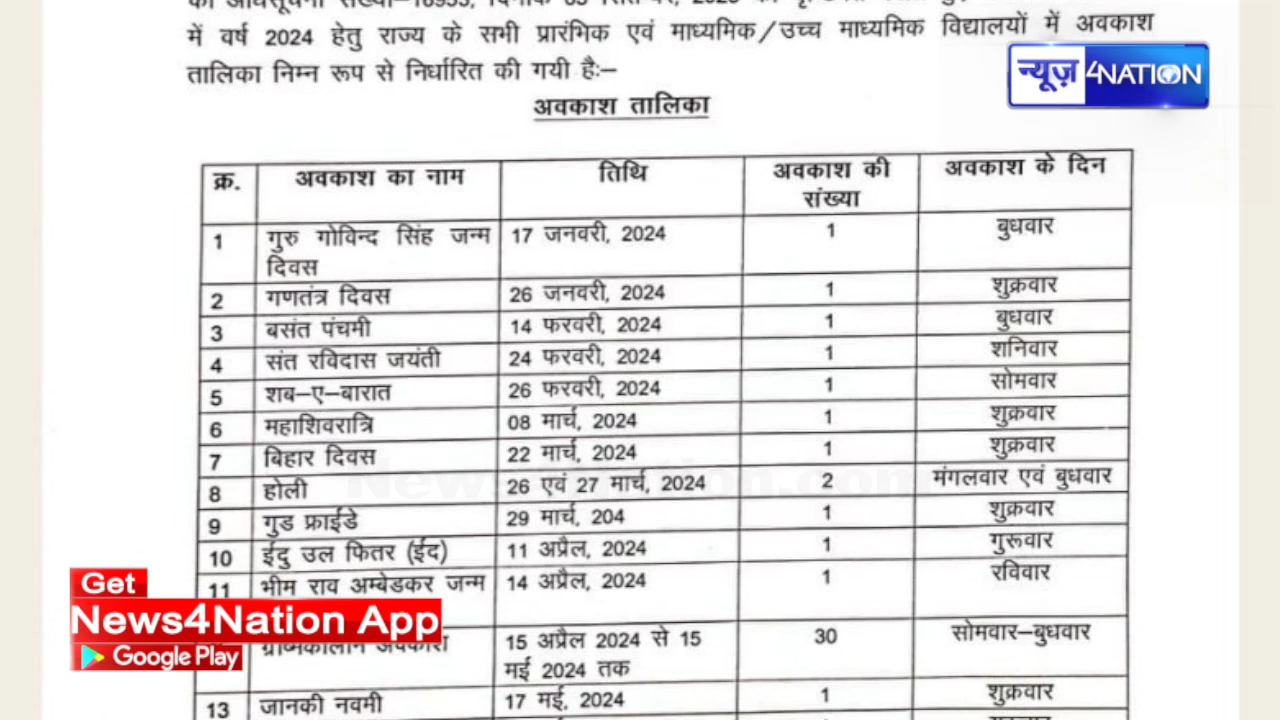 में वर्ष 2024 हेतु राज्य के सभी प्रारंभिक एवं माध्यमिक/उच्च माध्यमिक विद्यालयों में अवकाश
तालिका निम्न रूप से निर्धारित की गयी है:–
न्यूज़ 4NATION
अवकाश तालिका
क्र. अवकाश का नाम तिथि अवकाश की संख्या अवकाश के दिन
1 गुरु गोविन्द सिंह जन्म दिवस 17 जनवरी, 2024 1 बुधवार
2 गणतंत्र दिवस 26 जनवरी, 2024 1 शुक्रवार
3 बसंत पंचमी 14 फरवरी, 2024 1 बुधवार
4 संत रविदास जयंती 24 फरवरी, 2024 1 शनिवार
5 शब–ए–बारात 26 फरवरी, 2024 1 सोमवार
6 महाशिवरात्रि 08 मार्च, 2024 1 शुक्रवार
7 बिहार दिवस 22 मार्च, 2024 1 शुक्रवार
8 होली 26 एवं 27 मार्च, 2024 2 मंगलवार एवं बुधवार
9 गुड फ्राईडे 29 मार्च, 204 1 शुक्रवार
10 ईदु उल फितर (ईद) 11 अप्रैल, 2024 1 गुरूवार
11 भीम राव अम्बेडकर जन्म 14 अप्रैल, 2024 1 रविवार
ग्रीष्मकालीन अवकाश 15 अप्रैल 2024 से 15 मई 2024 तक 30 सोमवार–बुधवार
13 जानकी नवमी 17 मई, 2024 1 शुक्रवार
Get
News4Nation App
Google Play